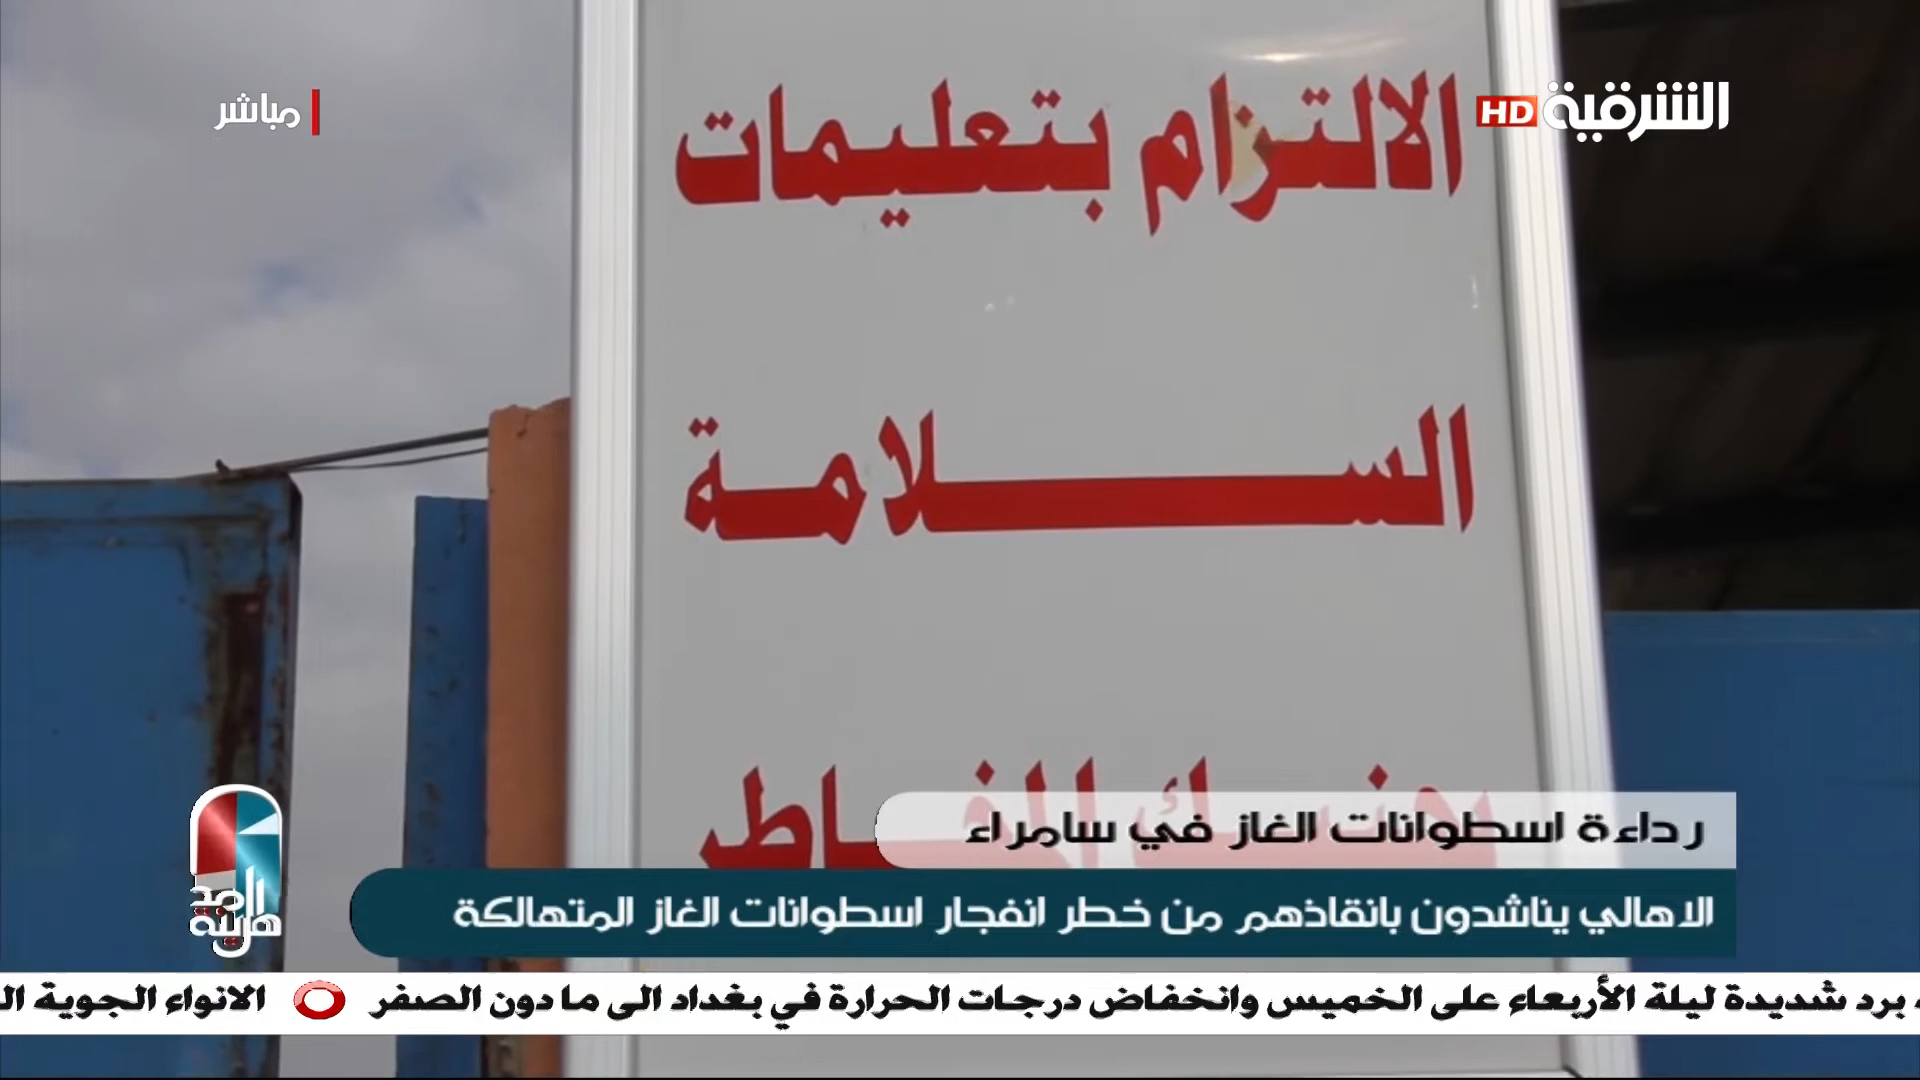 مباشر
الشرقية HD
الالتزام بتعليمات
السلامة
رداءة اسطوانات الغاز في سامراء
الاهالي يناشدون بانقاذهم من خطر انفجار اسطوانات الغاز المتهالكة
برد شديدة ليلة الأربعاء على الخميس وانخفاض درجات الحرارة في بغداد الى ما دون الصفر
الانواء الجوية